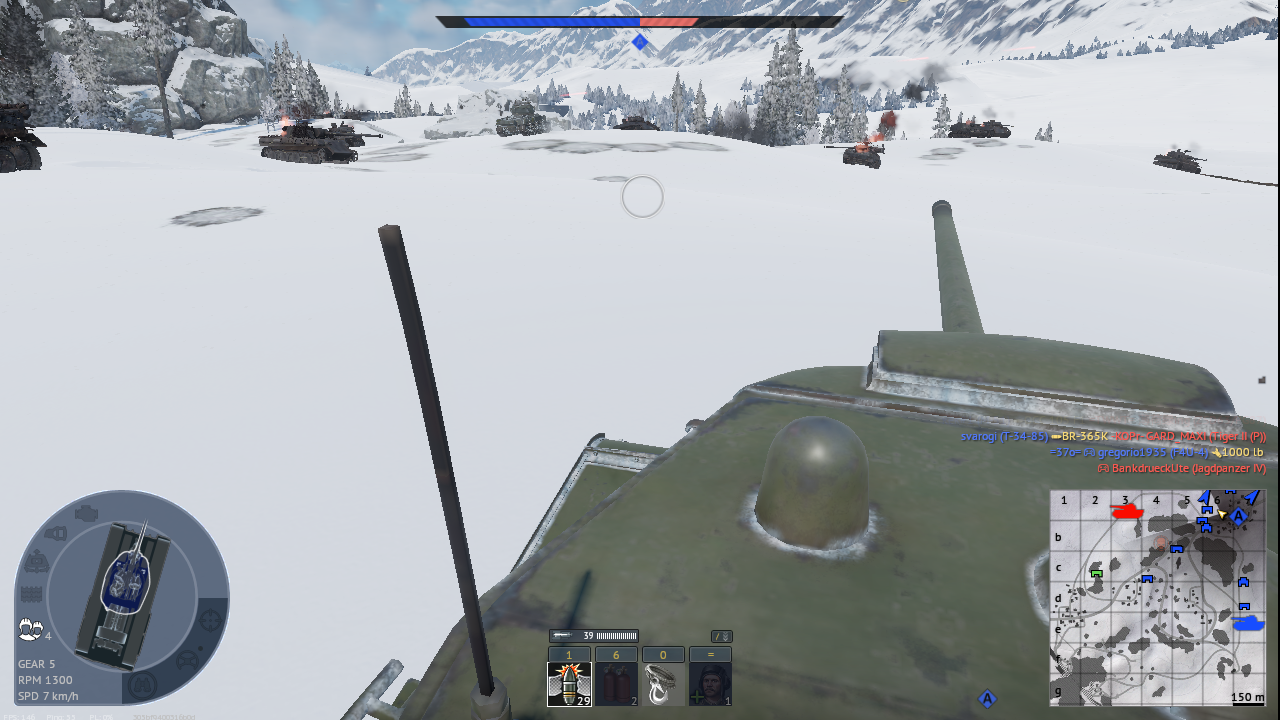 svarogi (T-34-85) BR-365K =KOPr=GARD_MAXI (Tiger II (P))
=37o= gregorio1935 (F4U-4) 1000 lb
BankdrueckUte (Jagdpanzer IV)
1 2 3 4 5 6
A
b
c
d
e
f
g
150 m
A
4
GEAR 5
RPM 1300
SPD 7 km/h
39
1 6 0 =
29 2 1